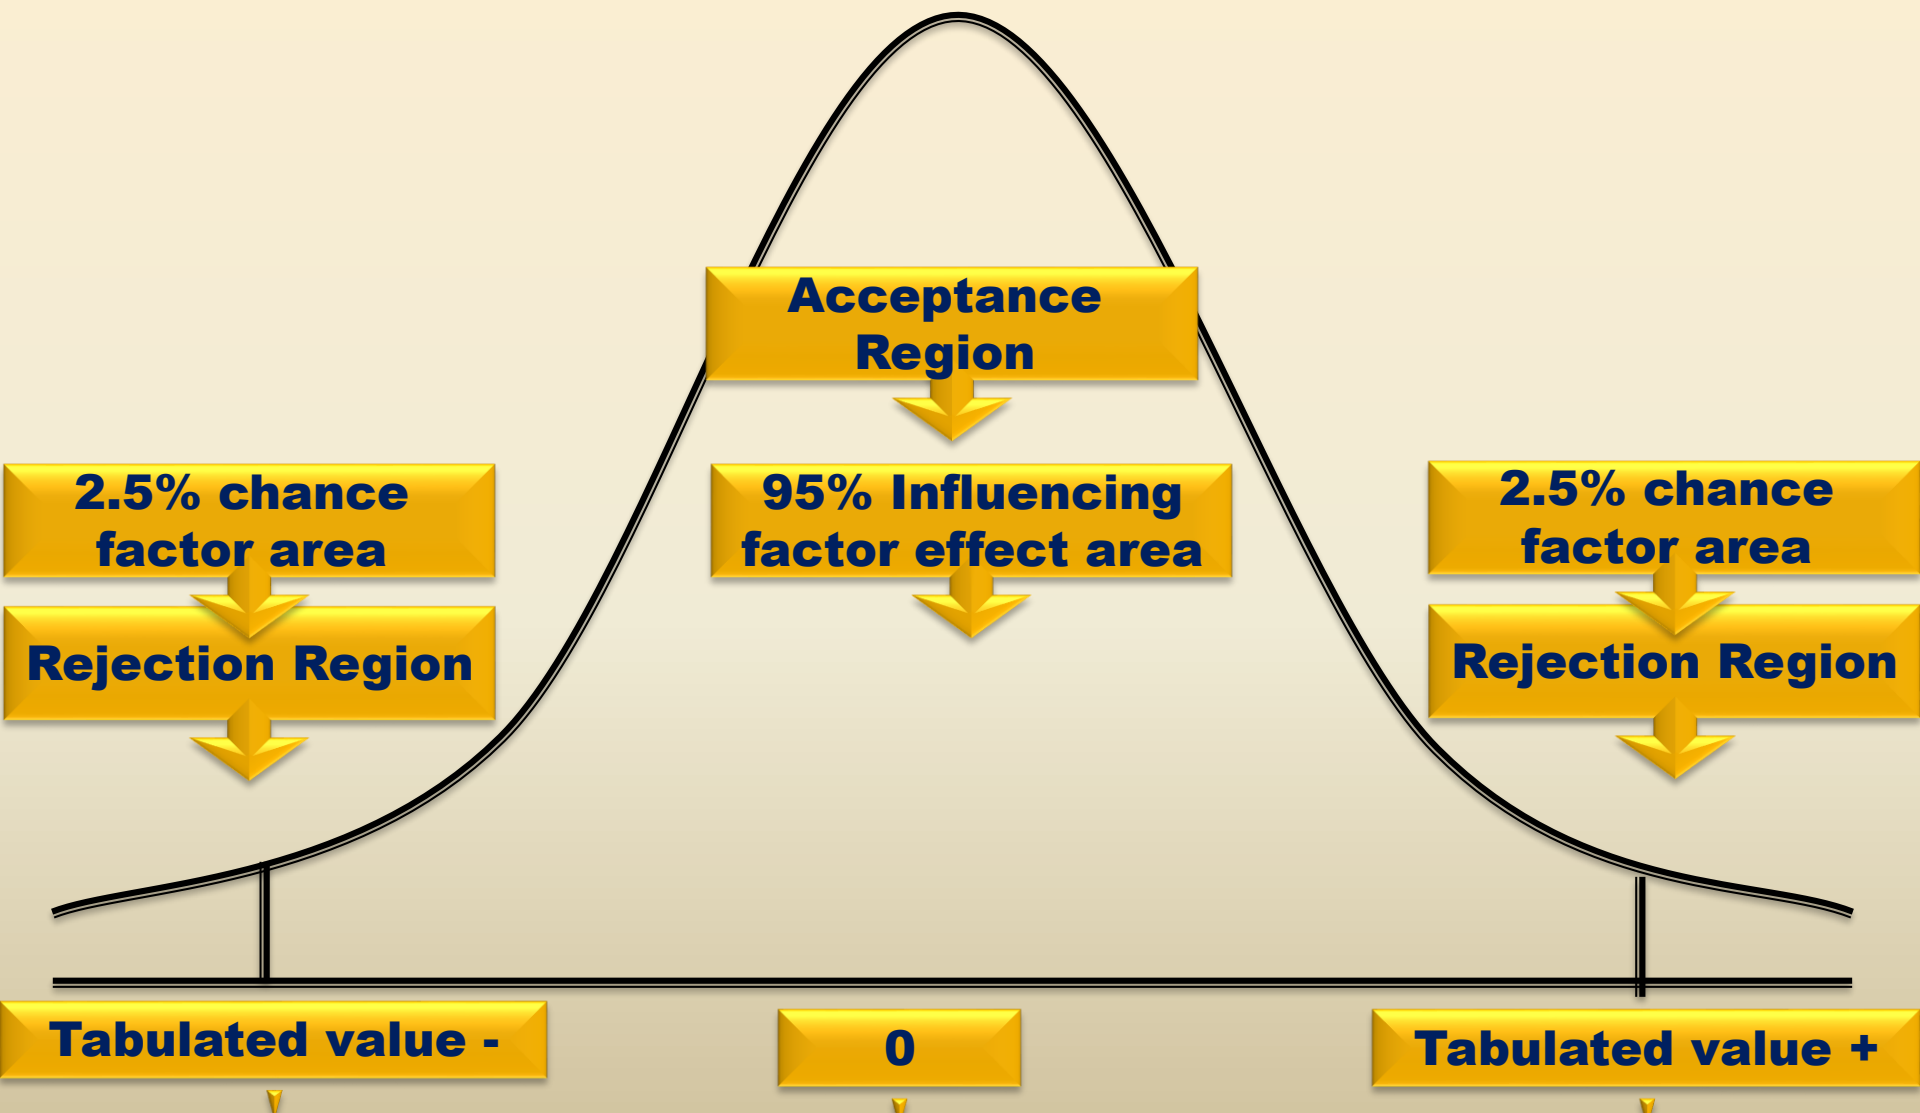 Acceptance
Region
2.5% chance
factor area
95% Influencing
factor effect area
2.5% chance
factor area
Rejection Region
Rejection Region
Tabulated value -
0
Tabulated value +